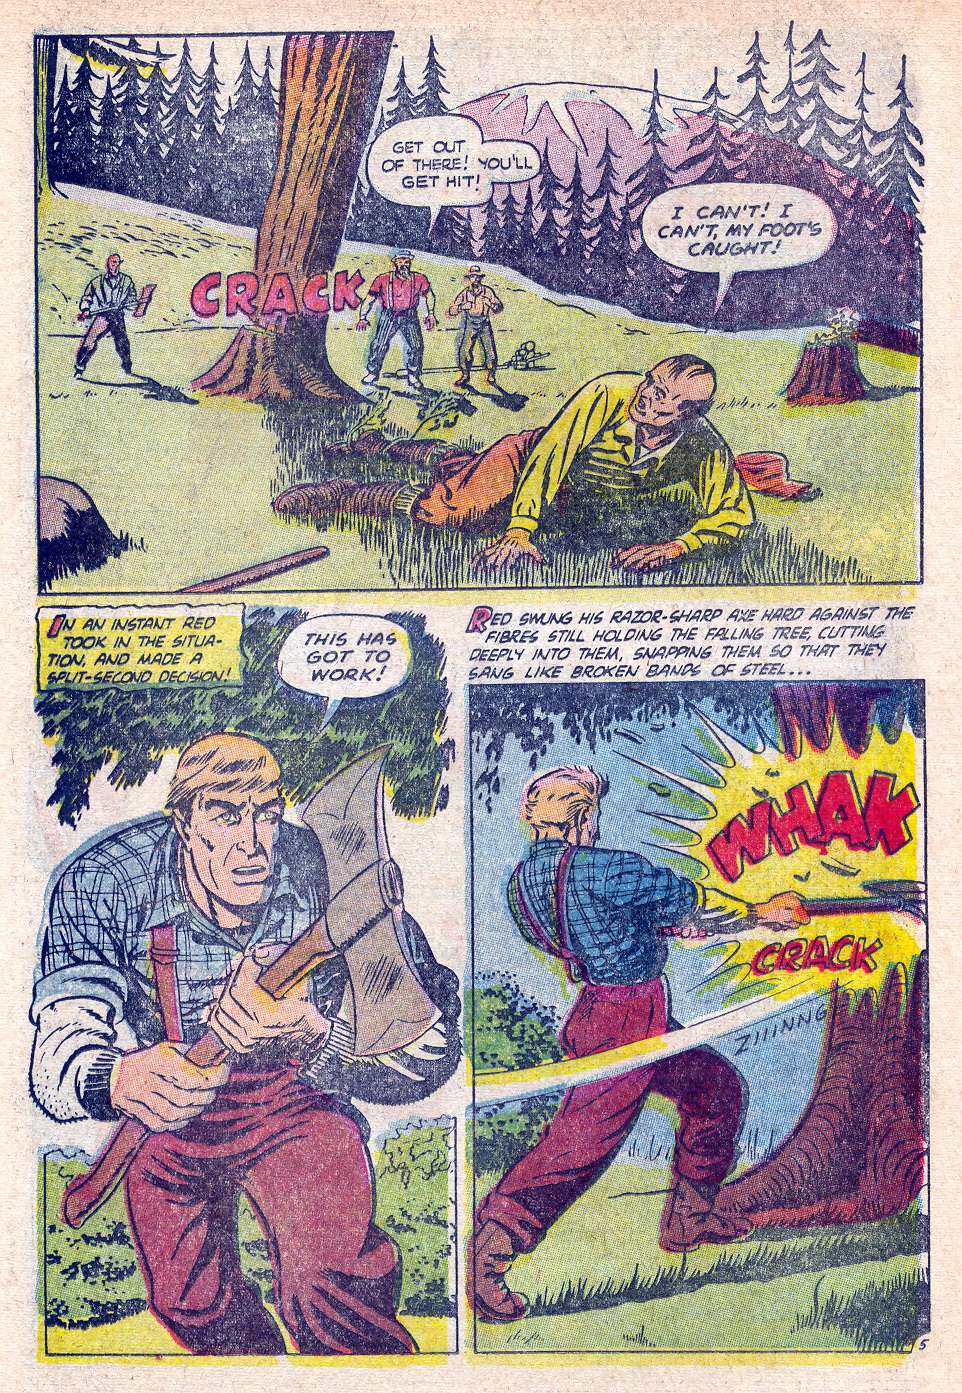 GET OUT
OF THERE! YOU'LL
GET HIT!
I CAN'T! I
CAN'T, MY FOOT'S
CAUGHT!
CRACK
IN AN INSTANT RED
TOOK IN THE SITUA-
TION, AND MADE A
SPLIT-SECOND DECISION!
THIS HAS
GOT TO
WORK!
RED SWUNG HIS RAZOR-SHARP AXE HARD AGAINST THE
FIBRES STILL HOLDING THE FALLING TREE, CUTTING
DEEPLY INTO THEM, SNAPPING THEM SO THAT THEY
SANG LIKE BROKEN BANDS OF STEEL...
WHAK
CRACK
ZIIINNG
5